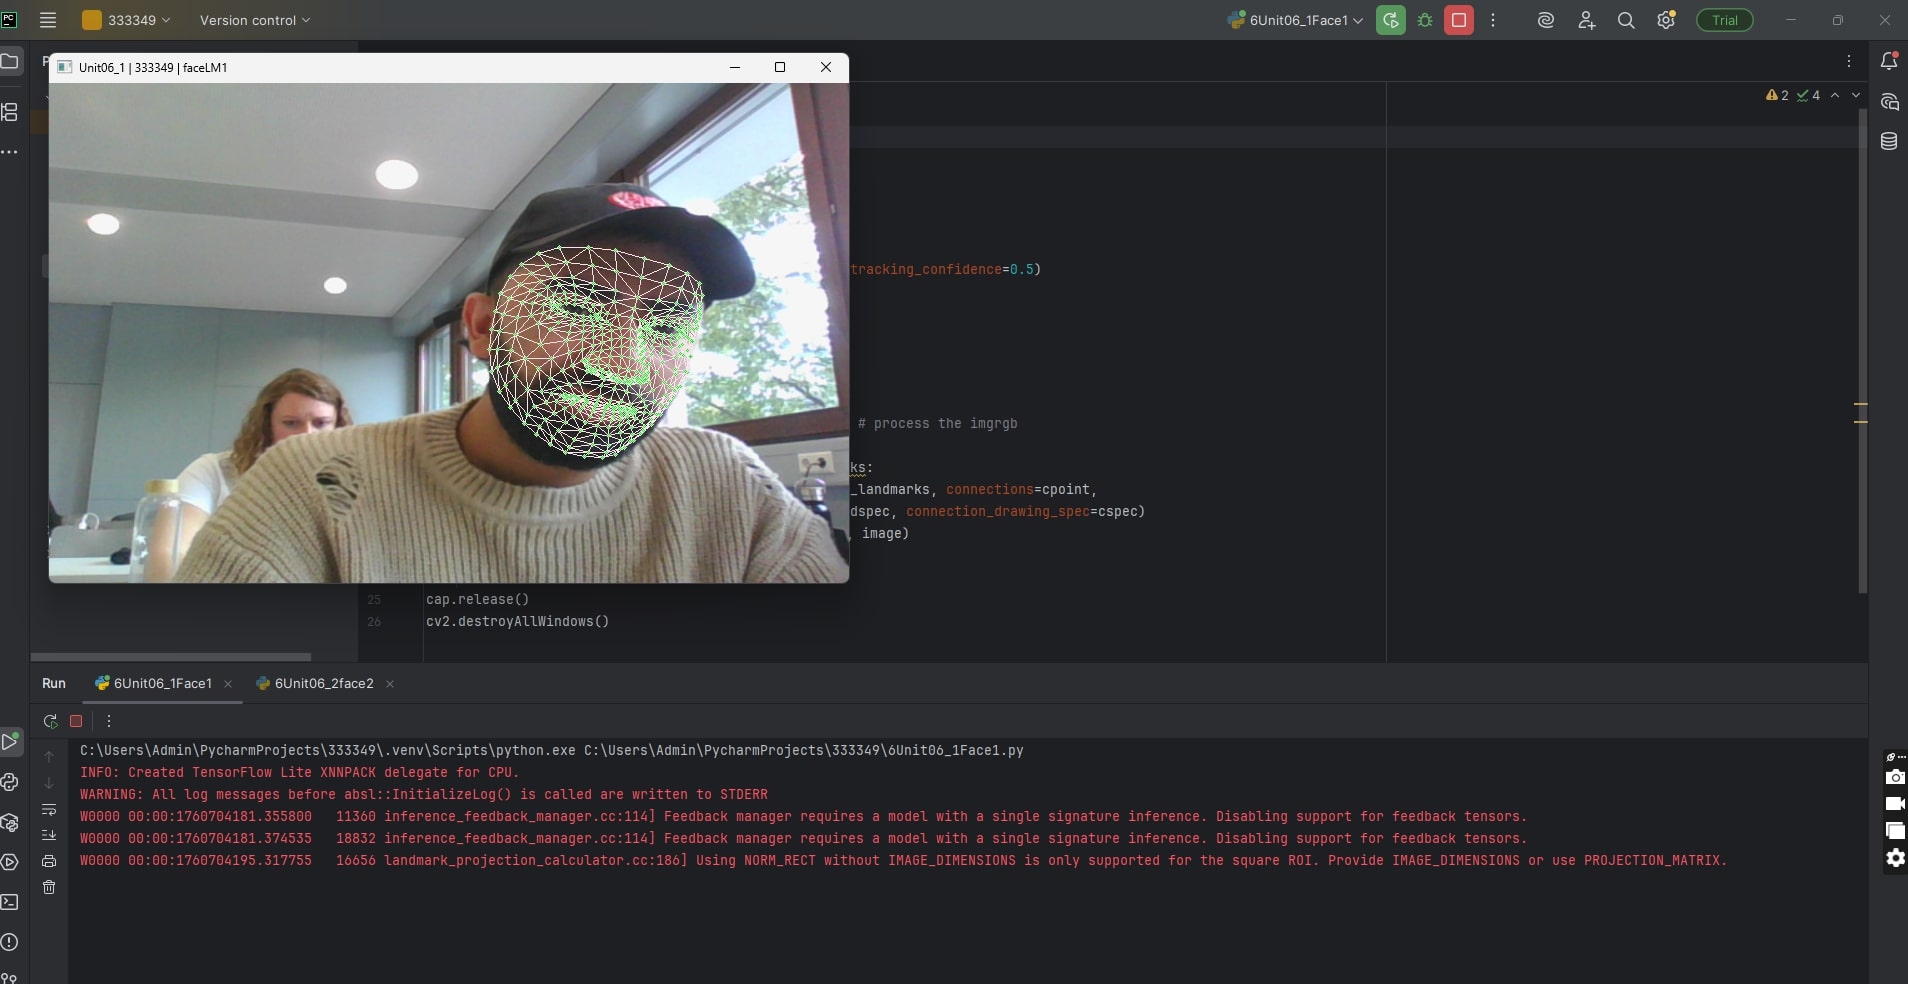 PC
333349
Version control
6Unit06_1Face1
Trial
Unit06_1 | 333349 | faceLM1
P
2 4
tracking_confidence=0.5)
# process the imgrgb
ks:
_landmarks, connections=cpoint,
dspec, connection_drawing_spec=cspec)
, image)
25 cap.release()
26 cv2.destroyAllWindows()
Run 6Unit06_1Face1 6Unit06_2face2
C:\Users\Admin\PycharmProjects\333349\.venv\Scripts\python.exe C:\Users\Admin\PycharmProjects\333349\6Unit06_1Face1.py
INFO: Created TensorFlow Lite XNNPACK delegate for CPU.
WARNING: All log messages before absl::InitializeLog() is called are written to STDERR
W0000 00:00:1760704181.355800   11360 inference_feedback_manager.cc:114] Feedback manager requires a model with a single signature inference. Disabling support for feedback tensors.
W0000 00:00:1760704181.374535   18832 inference_feedback_manager.cc:114] Feedback manager requires a model with a single signature inference. Disabling support for feedback tensors.
W0000 00:00:1760704195.317755   16656 landmark_projection_calculator.cc:186] Using NORM_RECT without IMAGE_DIMENSIONS is only supported for the square ROI. Provide IMAGE_DIMENSIONS or use PROJECTION_MATRIX.